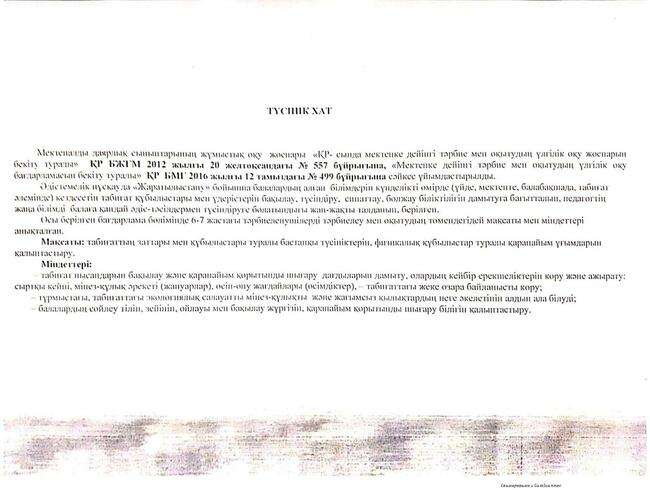 ТҮСІНІК ХАТ
Мектепалды даярлық сыныптарының жұмыстық оқу жоспары «ҚР- сында мектепке дейінгі тәрбие мен оқытудың үлгілік оқу жоспарын
бекіту туралы» ҚР БЖҒМ 2012 жылғы 20 желтоқсандағы № 557 бұйрығына, «Мектепке дейінгі тәрбие мен оқытудың үлгілік оқу
бағдарламасын бекіту туралы» ҚР БМҒ 2016 жылғы 12 тамыздағы № 499 бұйрығына сәйкес ұйымдастырылды.
Әдістемелік нұсқауда «Жаратылыстану» бойынша балалардың алған білімдерін күнделікті өмірде (үйде, мектепте, балабақшада, табиғат
әлемінде) кездесетін табиғат құбылыстары мен үдерістерін бақылау, түсіндіру, сипаттау, болжау біліктілігін дамытуға бағытталып, педагогтің
жаңа білімді балаға қандай әдіс-тәсілдермен түсіндіруге болатындығы жан-жақты талданып, берілген.
Осы берілген бағдарлама бөлімінде 6-7 жастағы тәрбиеленушілерді тәрбиелеу мен оқытудың төмендегідей мақсаты мен міндеттері
анықталған.
Мақсаты: табиғаттың заттары мен құбылыстары туралы бастапқы түсініктерін, физикалық құбылыстар туралы қарапайым ұғымдарын
қалыптастыру.
Міндеттері:
– табиғат нысандарын бақылау және қарапайым қорытынды шығару дағдыларын дамыту, олардың кейбір ерекшеліктерін көру және ажырату:
сыртқы кейпі, мінез-құлық әрекеті (жануарлар), өсіп-өну жағдайлары (өсімдіктер), – табиғаттағы жеке өзара байланысты көру;
– тұрмыстағы, табиғаттағы экологиялық салауатты мінез-құлықты және жағымсыз қылықтардың неге әкелетінін алдын ала білуді;
– балалардың сөйлеу тілін, зейінін, ойлауы мен бақылау жүргізіп, қарапайым қорытынды шығару білігін қалыптастыру.